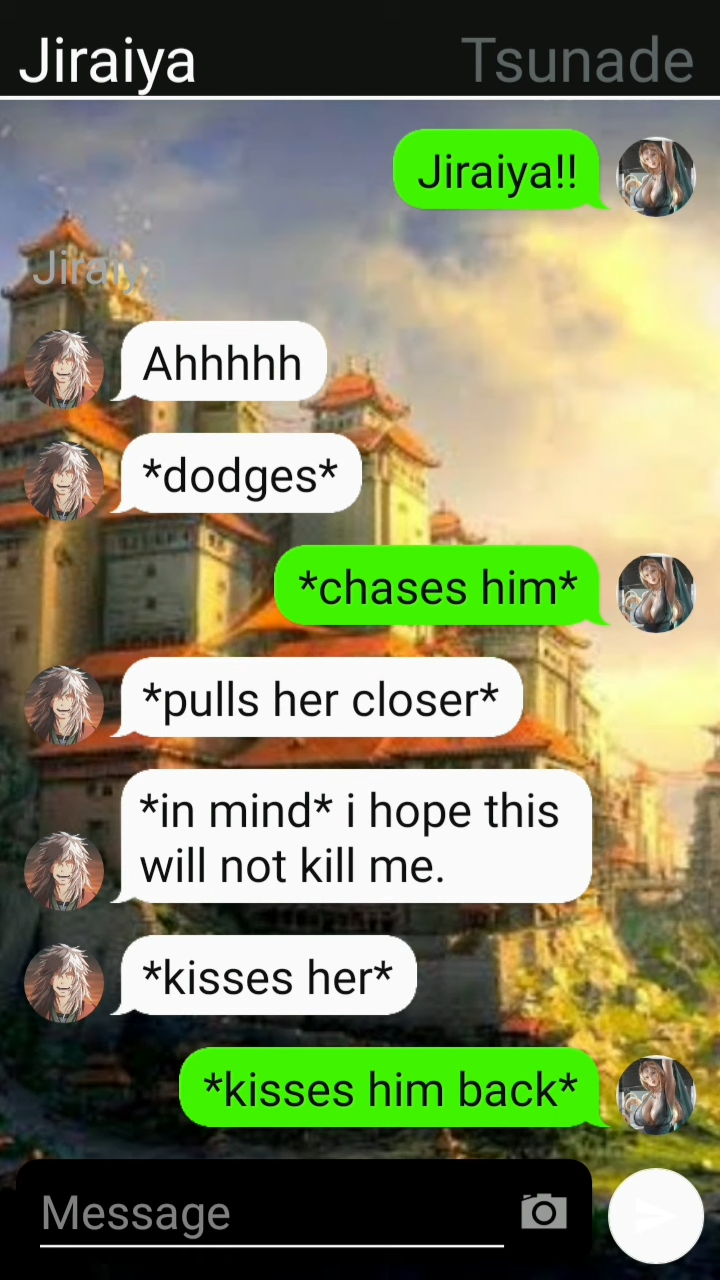 Jiraiya Tsunade
Jiraiya!!
Jiraiya
Ahhhhh
*dodges*
*chases him*
*pulls her closer*
*in mind* i hope this
will not kill me.
*kisses her*
*kisses him back*
Message